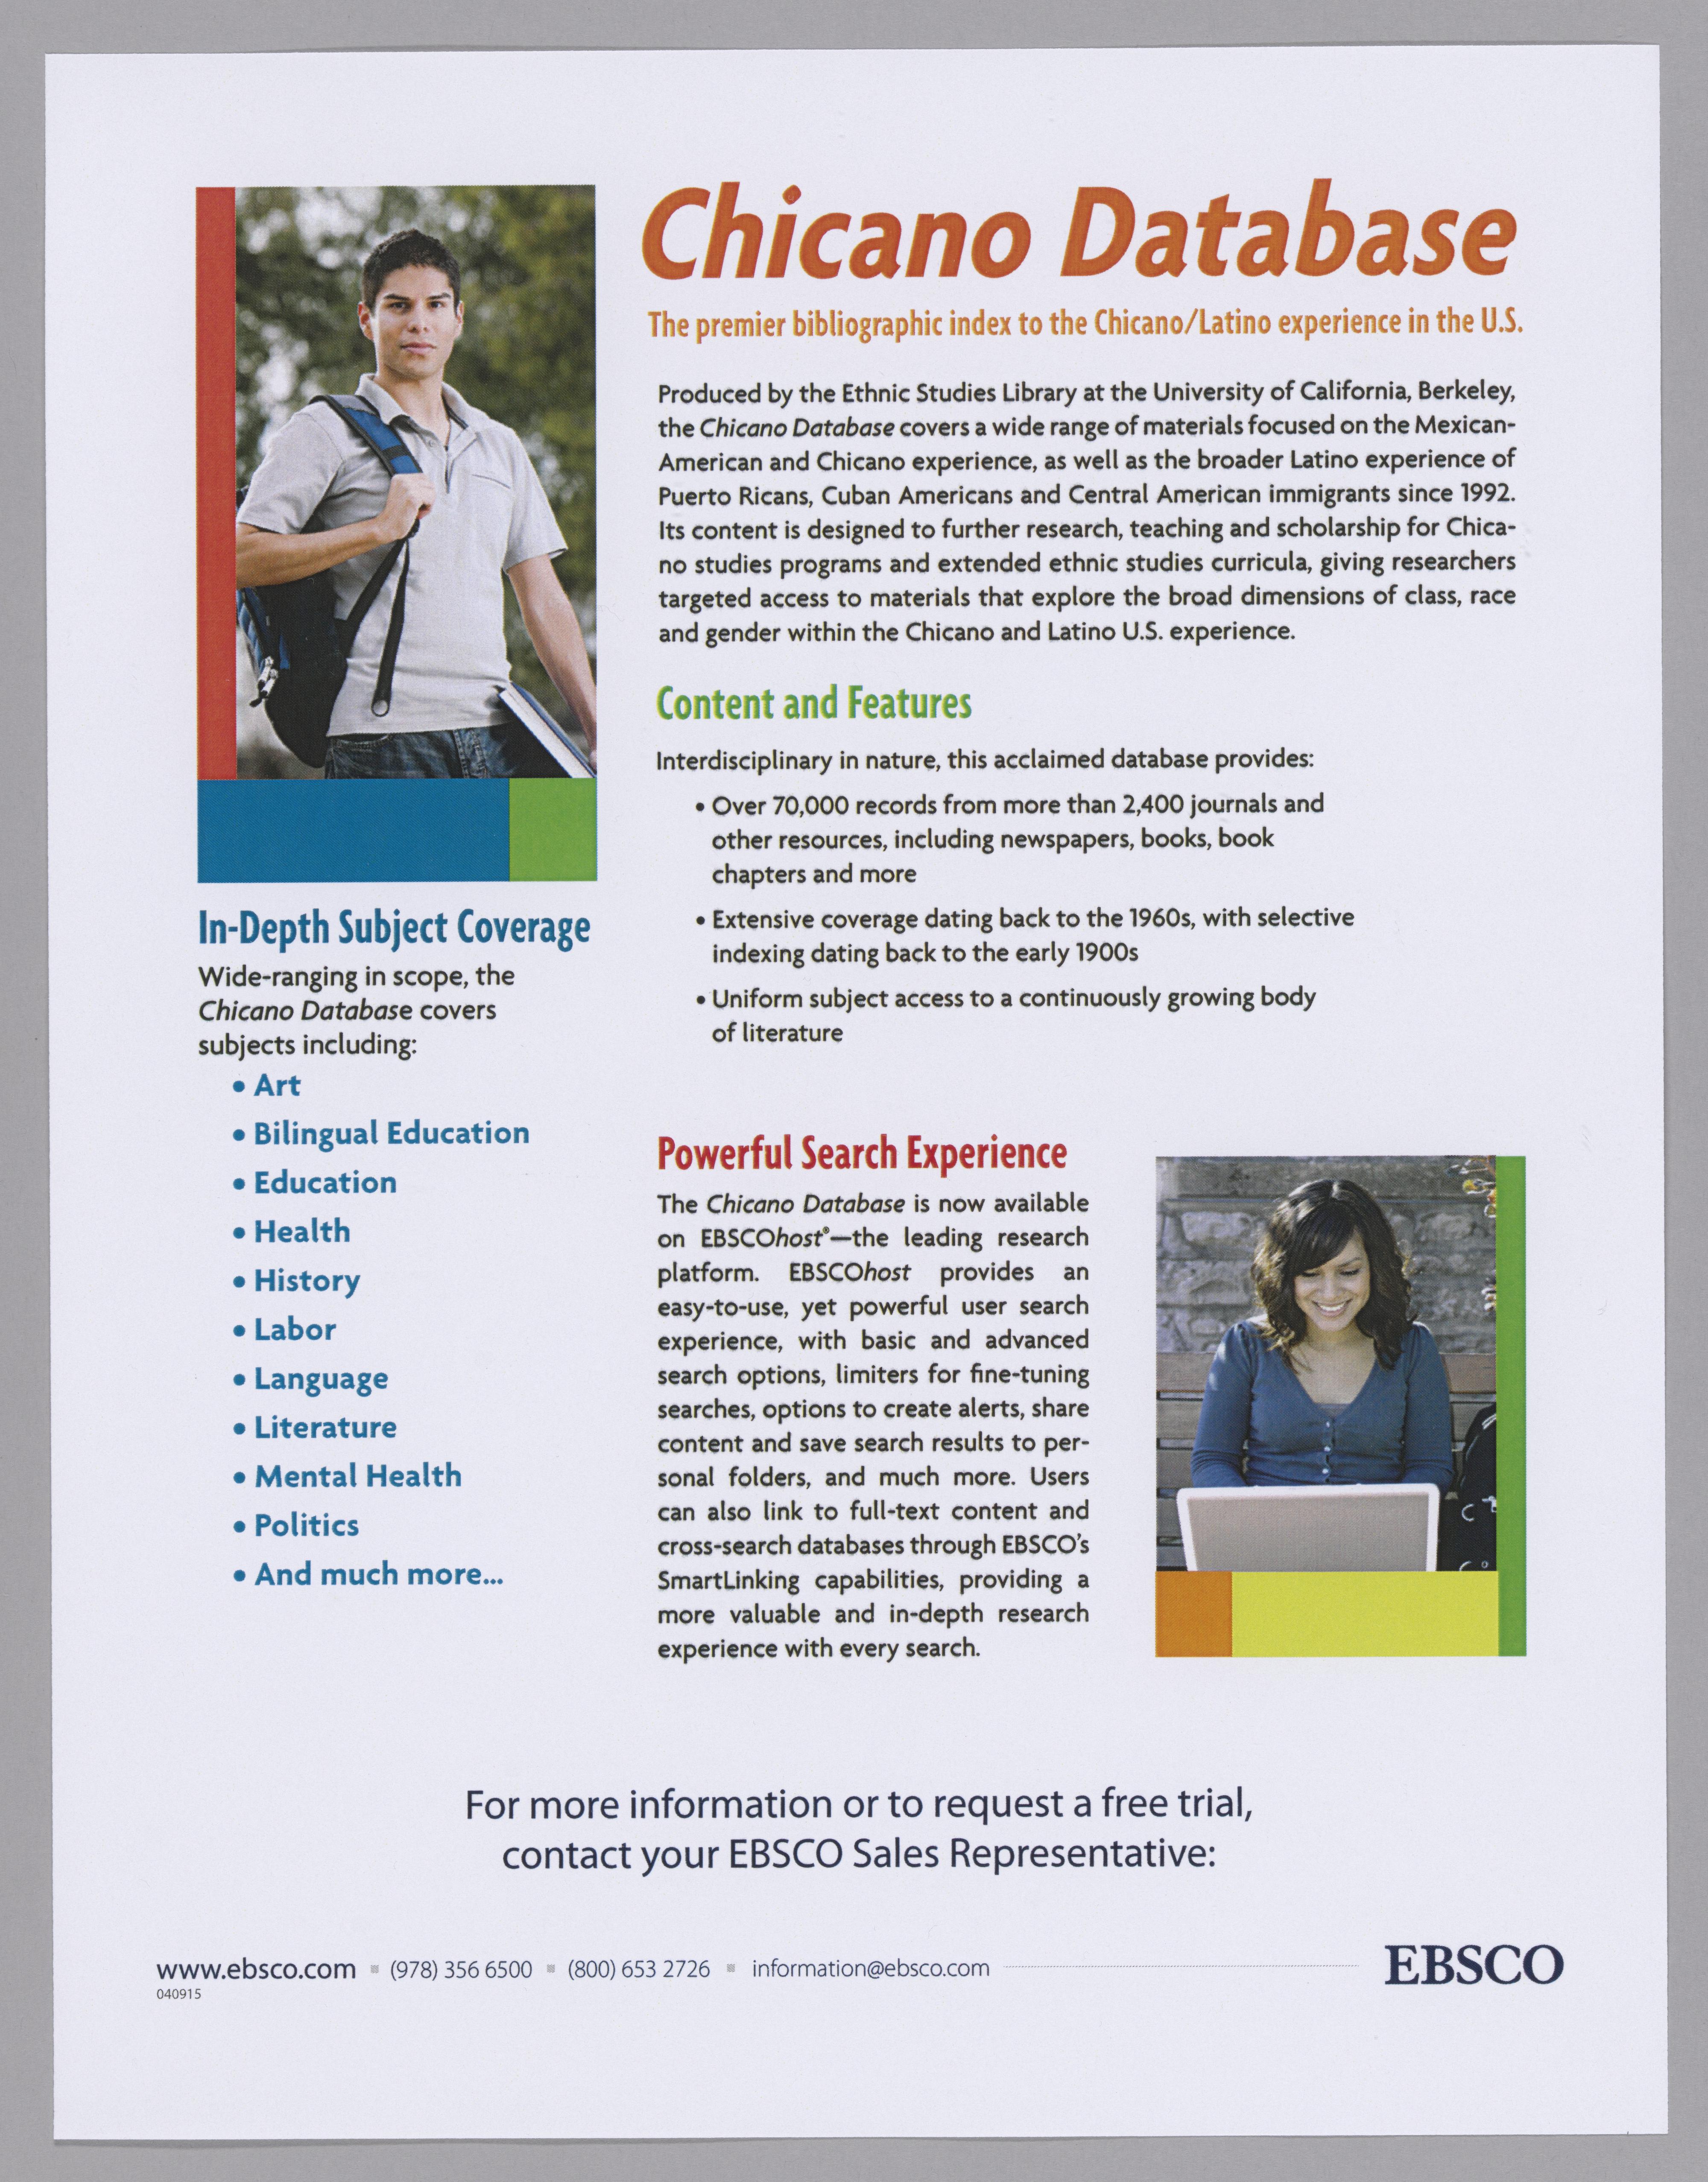 Chicano Database
The premier bibliographic index to the Chicano/Latino experience in the U.S.
Produced by the Ethnic Studies Library at the University of California, Berkeley,
the Chicano Database covers a wide range of materials focused on the Mexican-
American and Chicano experience, as well as the broader Latino experience of
Puerto Ricans, Cuban Americans and Central American immigrants since 1992.
Its content is designed to further research, teaching and scholarship for Chica-
no studies programs and extended ethnic studies curricula, giving researchers
targeted access to materials that explore the broad dimensions of class, race
and gender within the Chicano and Latino U.S. experience.
Content and Features
Interdisciplinary in nature, this acclaimed database provides:
• Over 70,000 records from more than 2,400 journals and
other resources, including newspapers, books, book
chapters and more
• Extensive coverage dating back to the 1960s, with selective
indexing dating back to the early 1900s
• Uniform subject access to a continuously growing body
of literature
In-Depth Subject Coverage
Wide-ranging in scope, the
Chicano Database covers
subjects including:
• Art
• Bilingual Education
• Education
• Health
• History
• Labor
• Language
• Literature
• Mental Health
• Politics
• And much more...
Powerful Search Experience
The Chicano Database is now available
on EBSCOhost®—the leading research
platform. EBSCOhost provides an
easy-to-use, yet powerful user search
experience, with basic and advanced
search options, limiters for fine-tuning
searches, options to create alerts, share
content and save search results to per-
sonal folders, and much more. Users
can also link to full-text content and
cross-search databases through EBSCO's
SmartLinking capabilities, providing a
more valuable and in-depth research
experience with every search.
For more information or to request a free trial,
contact your EBSCO Sales Representative:
www.ebsco.com ▪ (978) 356 6500 ▪ (800) 653 2726 ▪ information@ebsco.com
EBSCO
040915